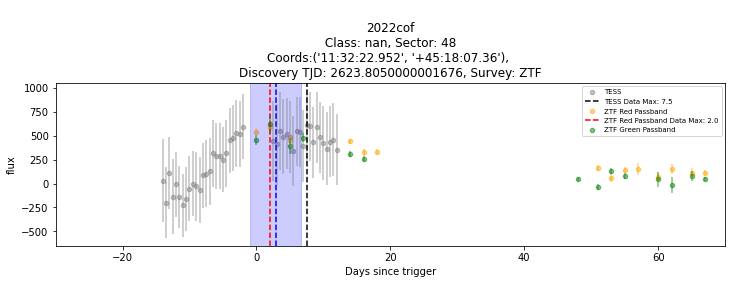 2022cof
Class: nan, Sector: 48
Coords:('11:32:22.952', '+45:18:07.36'),
Discovery TJD: 2623.8050000001676, Survey: ZTF
1000
750
500
250
0
−250
−500
flux
TESS
TESS Data Max: 7.5
ZTF Red Passband
ZTF Red Passband Data Max: 2.0
ZTF Green Passband
−20
0
20
40
60
Days since trigger